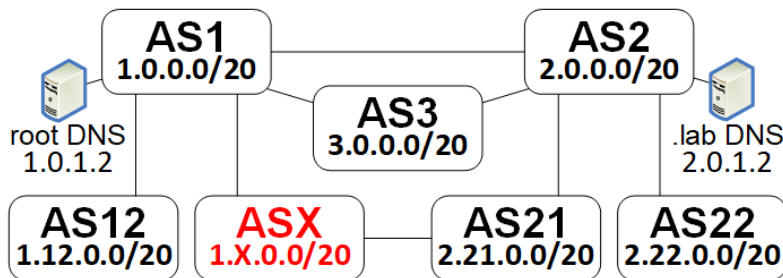 AS1
1.0.0.0/20
AS2
2.0.0.0/20
root DNS
1.0.1.2
AS3
3.0.0.0/20
.lab DNS
2.0.1.2
AS12
1.12.0.0/20
ASX
1.X.0.0/20
AS21
2.21.0.0/20
AS22
2.22.0.0/20